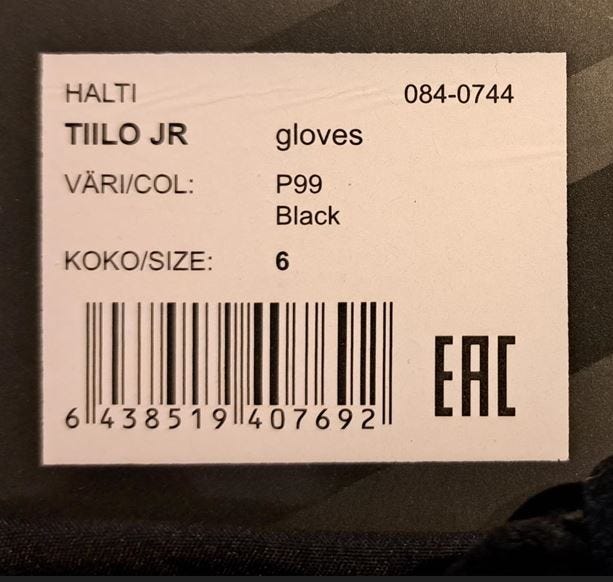 HALTI 084-0744
TIILO JR gloves
VÄRI/COL: P99
Black
KOKO/SIZE: 6
6 438519 407692
EAC